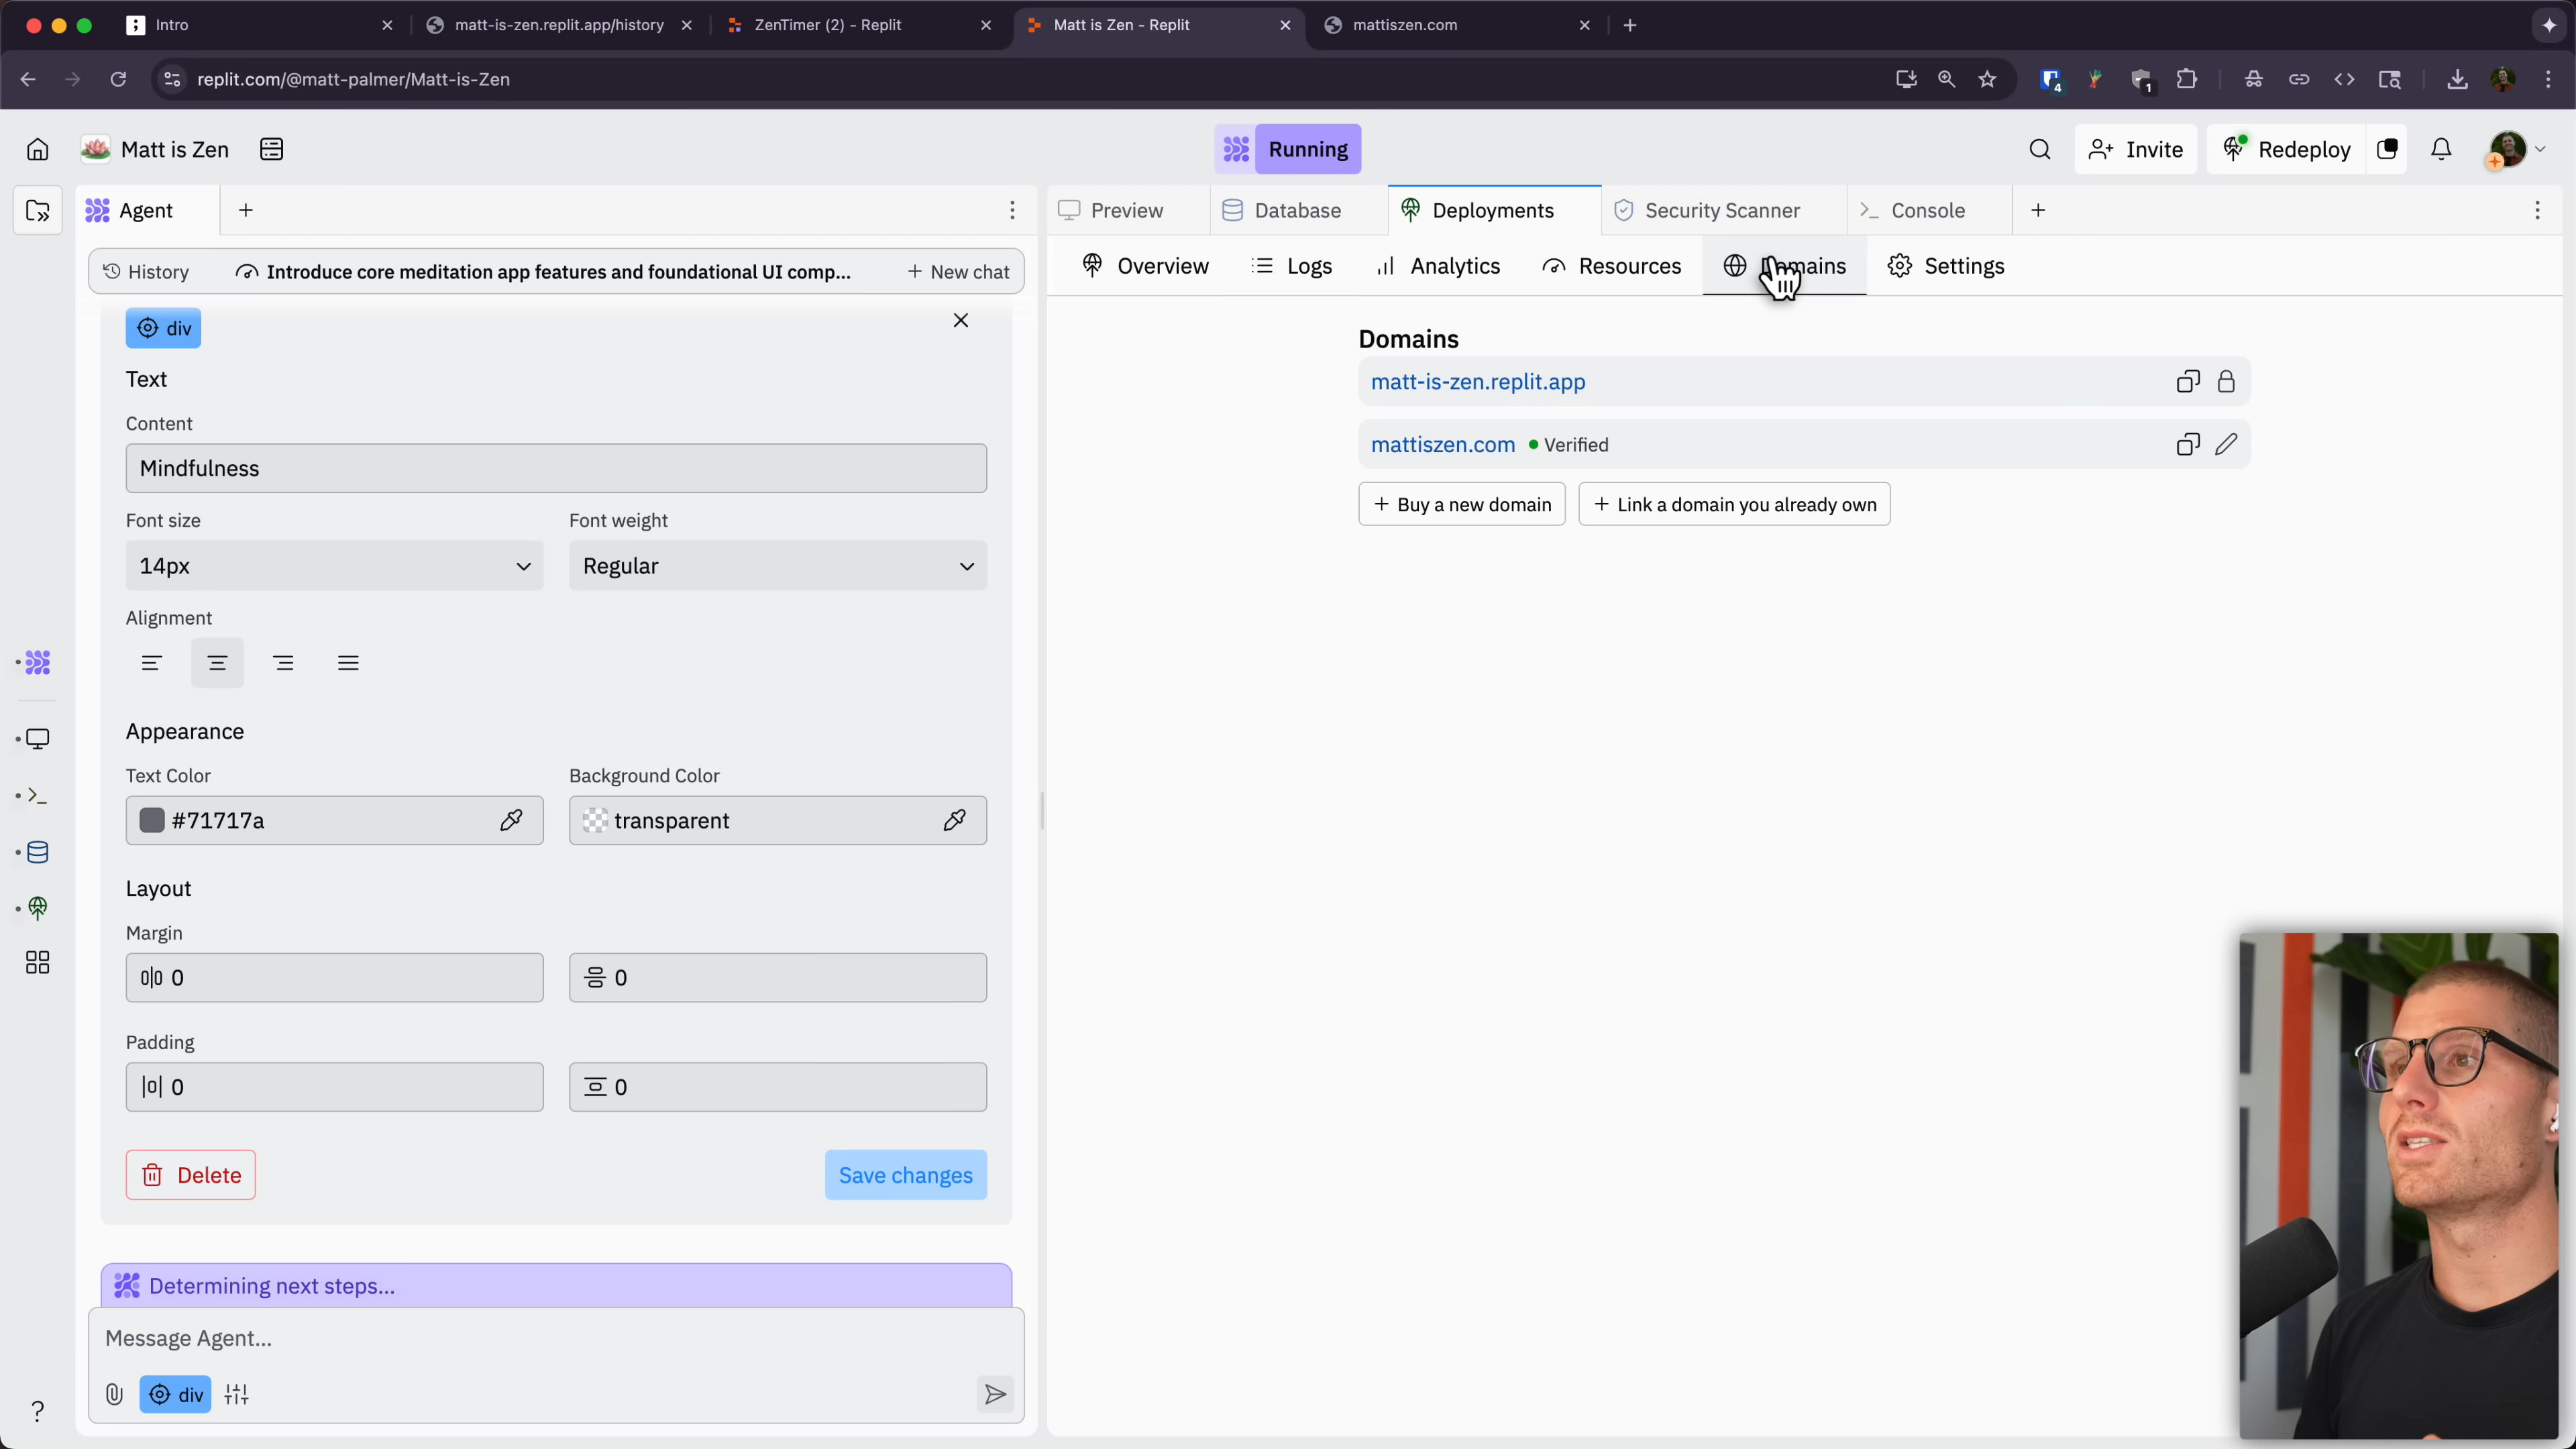 Intro
matt-is-zen.replit.app/history
ZenTimer (2) - Replit
Matt is Zen - Replit
mattiszen.com
replit.com/@matt-palmer/Matt-is-Zen
4
1
Matt is Zen
Running
Invite
Redeploy
Agent
Preview
Database
Deployments
Security Scanner
Console
History
Introduce core meditation app features and foundational UI comp...
New chat
Overview
Logs
Analytics
Resources
Domains
Settings
div
Text
Content
Mindfulness
Font size
Font weight
14px
Regular
Alignment
Appearance
Text Color
Background Color
#71717a
transparent
Layout
Margin
0
0
Padding
0
0
Delete
Save changes
Determining next steps...
Message Agent...
div
?
Domains
matt-is-zen.replit.app
mattiszen.com
Verified
+ Buy a new domain
+ Link a domain you already own